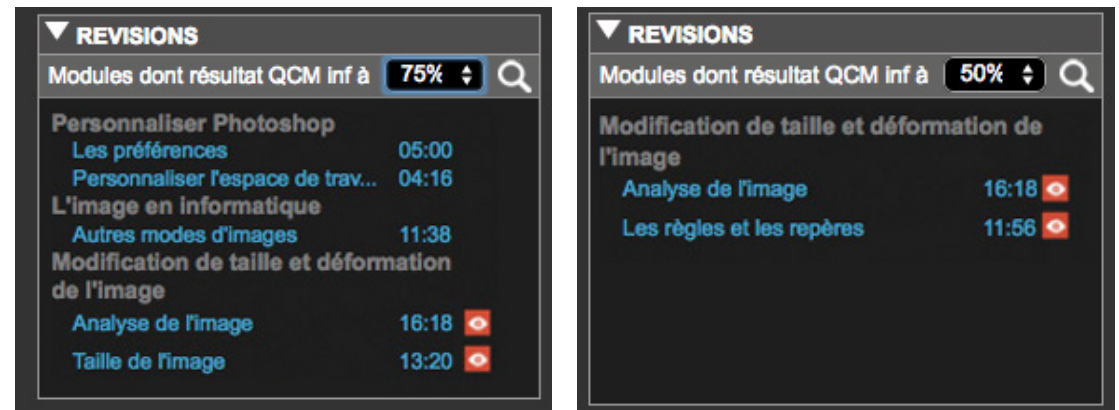 REVISIONS
Modules dont résultat QCM inf à 75%
Personnaliser Photoshop
Les préférences 05:00
Personnaliser l'espace de trav... 04:16
L'image en informatique
Autres modes d'images 11:38
Modification de taille et déformation
de l'image
Analyse de l'image 16:18
Taille de l'image 13:20
REVISIONS
Modules dont résultat QCM inf à 50%
Modification de taille et déformation de
l'image
Analyse de l'image 16:18
Les règles et les repères 11:56